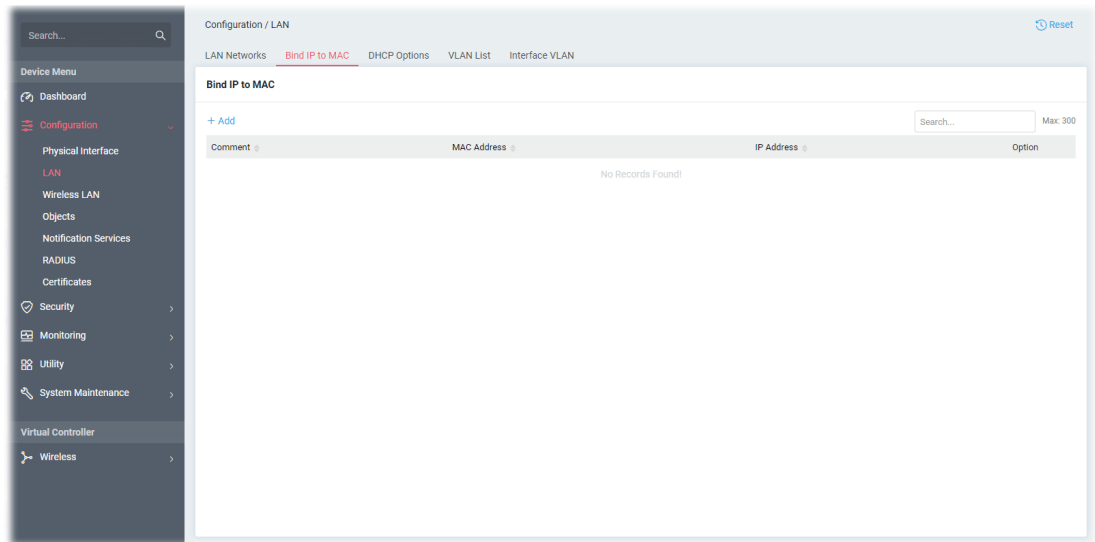 Search...
Device Menu
Dashboard
Configuration
Physical Interface
LAN
Wireless LAN
Objects
Notification Services
RADIUS
Certificates
Security
Monitoring
Utility
System Maintenance
Virtual Controller
Wireless
Configuration / LAN
Reset
LAN Networks Bind IP to MAC DHCP Options VLAN List Interface VLAN
Bind IP to MAC
+ Add
Search...
Max: 300
Comment MAC Address IP Address Option
No Records Found!